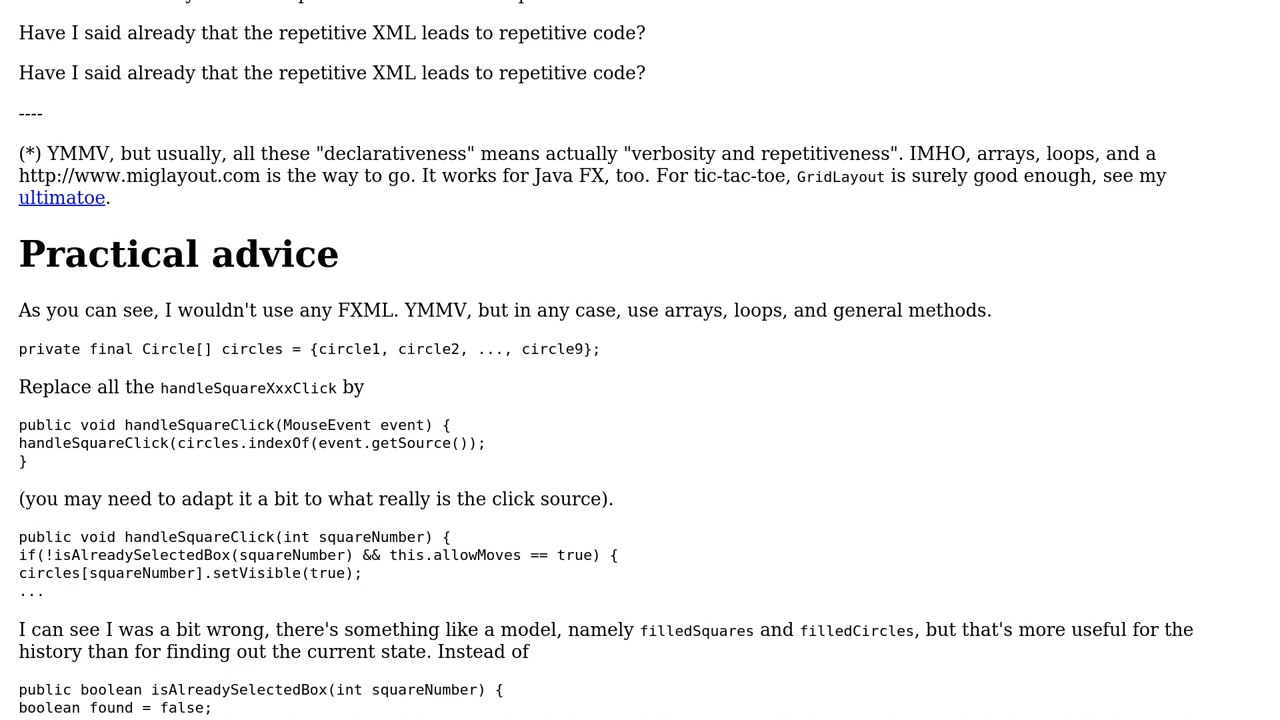 Have I said already that the repetitive XML leads to repetitive code?
Have I said already that the repetitive XML leads to repetitive code?
----
(*) YMMV, but usually, all these "declarativeness" means actually "verbosity and repetitiveness". IMHO, arrays, loops, and a
http://www.miglayout.com is the way to go. It works for Java FX, too. For tic-tac-toe, GridLayout is surely good enough, see my
ultimatoe.
Practical advice
As you can see, I wouldn't use any FXML. YMMV, but in any case, use arrays, loops, and general methods.
private final Circle[] circles = {circle1, circle2, ..., circle9};
Replace all the handleSquareXxxClick by
public void handleSquareClick(MouseEvent event) {
handleSquareClick(circles.indexOf(event.getSource());
}
(you may need to adapt it a bit to what really is the click source).
public void handleSquareClick(int squareNumber) {
if(!isAlreadySelectedBox(squareNumber) && this.allowMoves == true) {
circles[squareNumber].setVisible(true);
...
I can see I was a bit wrong, there's something like a model, namely filledSquares and filledCircles, but that's more useful for the
history than for finding out the current state. Instead of
public boolean isAlreadySelectedBox(int squareNumber) {
boolean found = false;